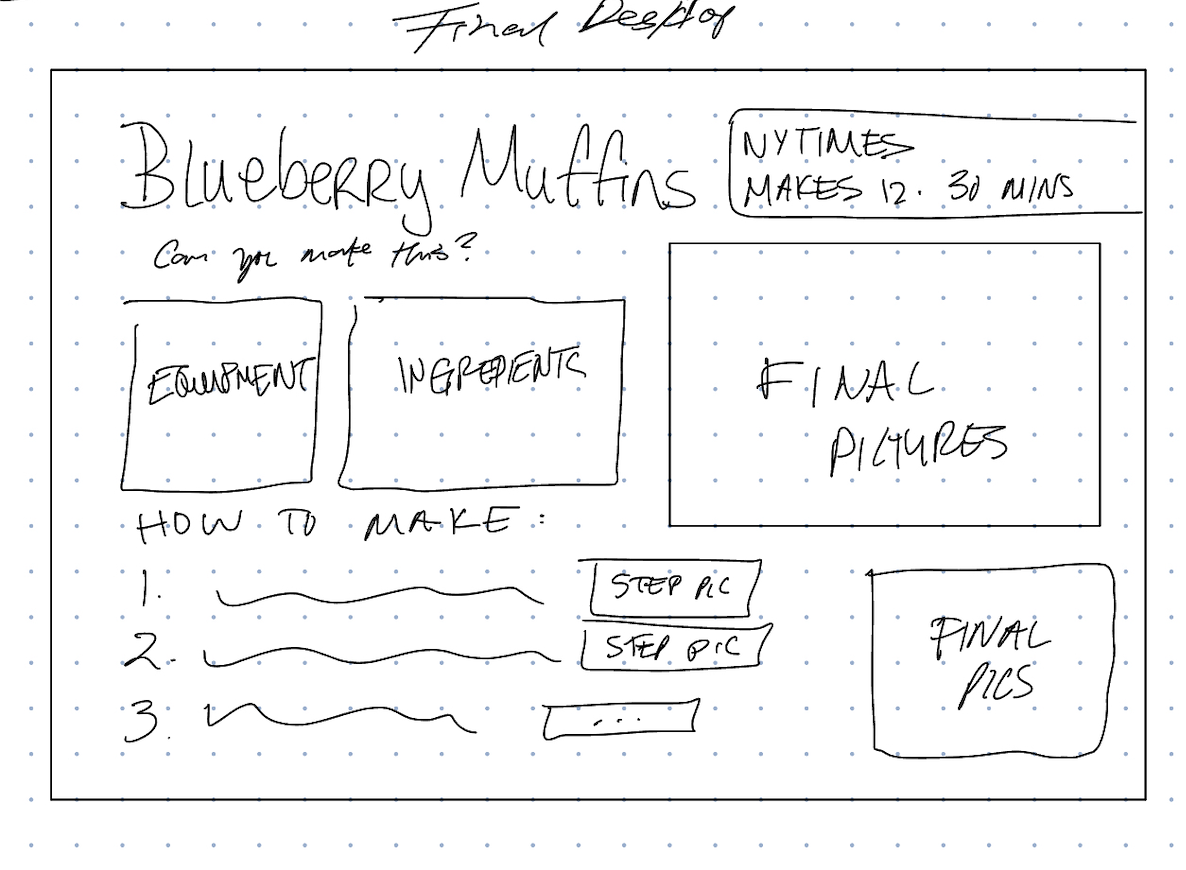 Final Desktop
Blueberry Muffins
NYTIMES
MAKES 12. 30 MINS
Can you make this?
EQUIPMENT
INGREDIENTS
FINAL
PICTURES
HOW TO MAKE:
1.
STEP PIC
2.
STEP PIC
3.
...
FINAL
PICS